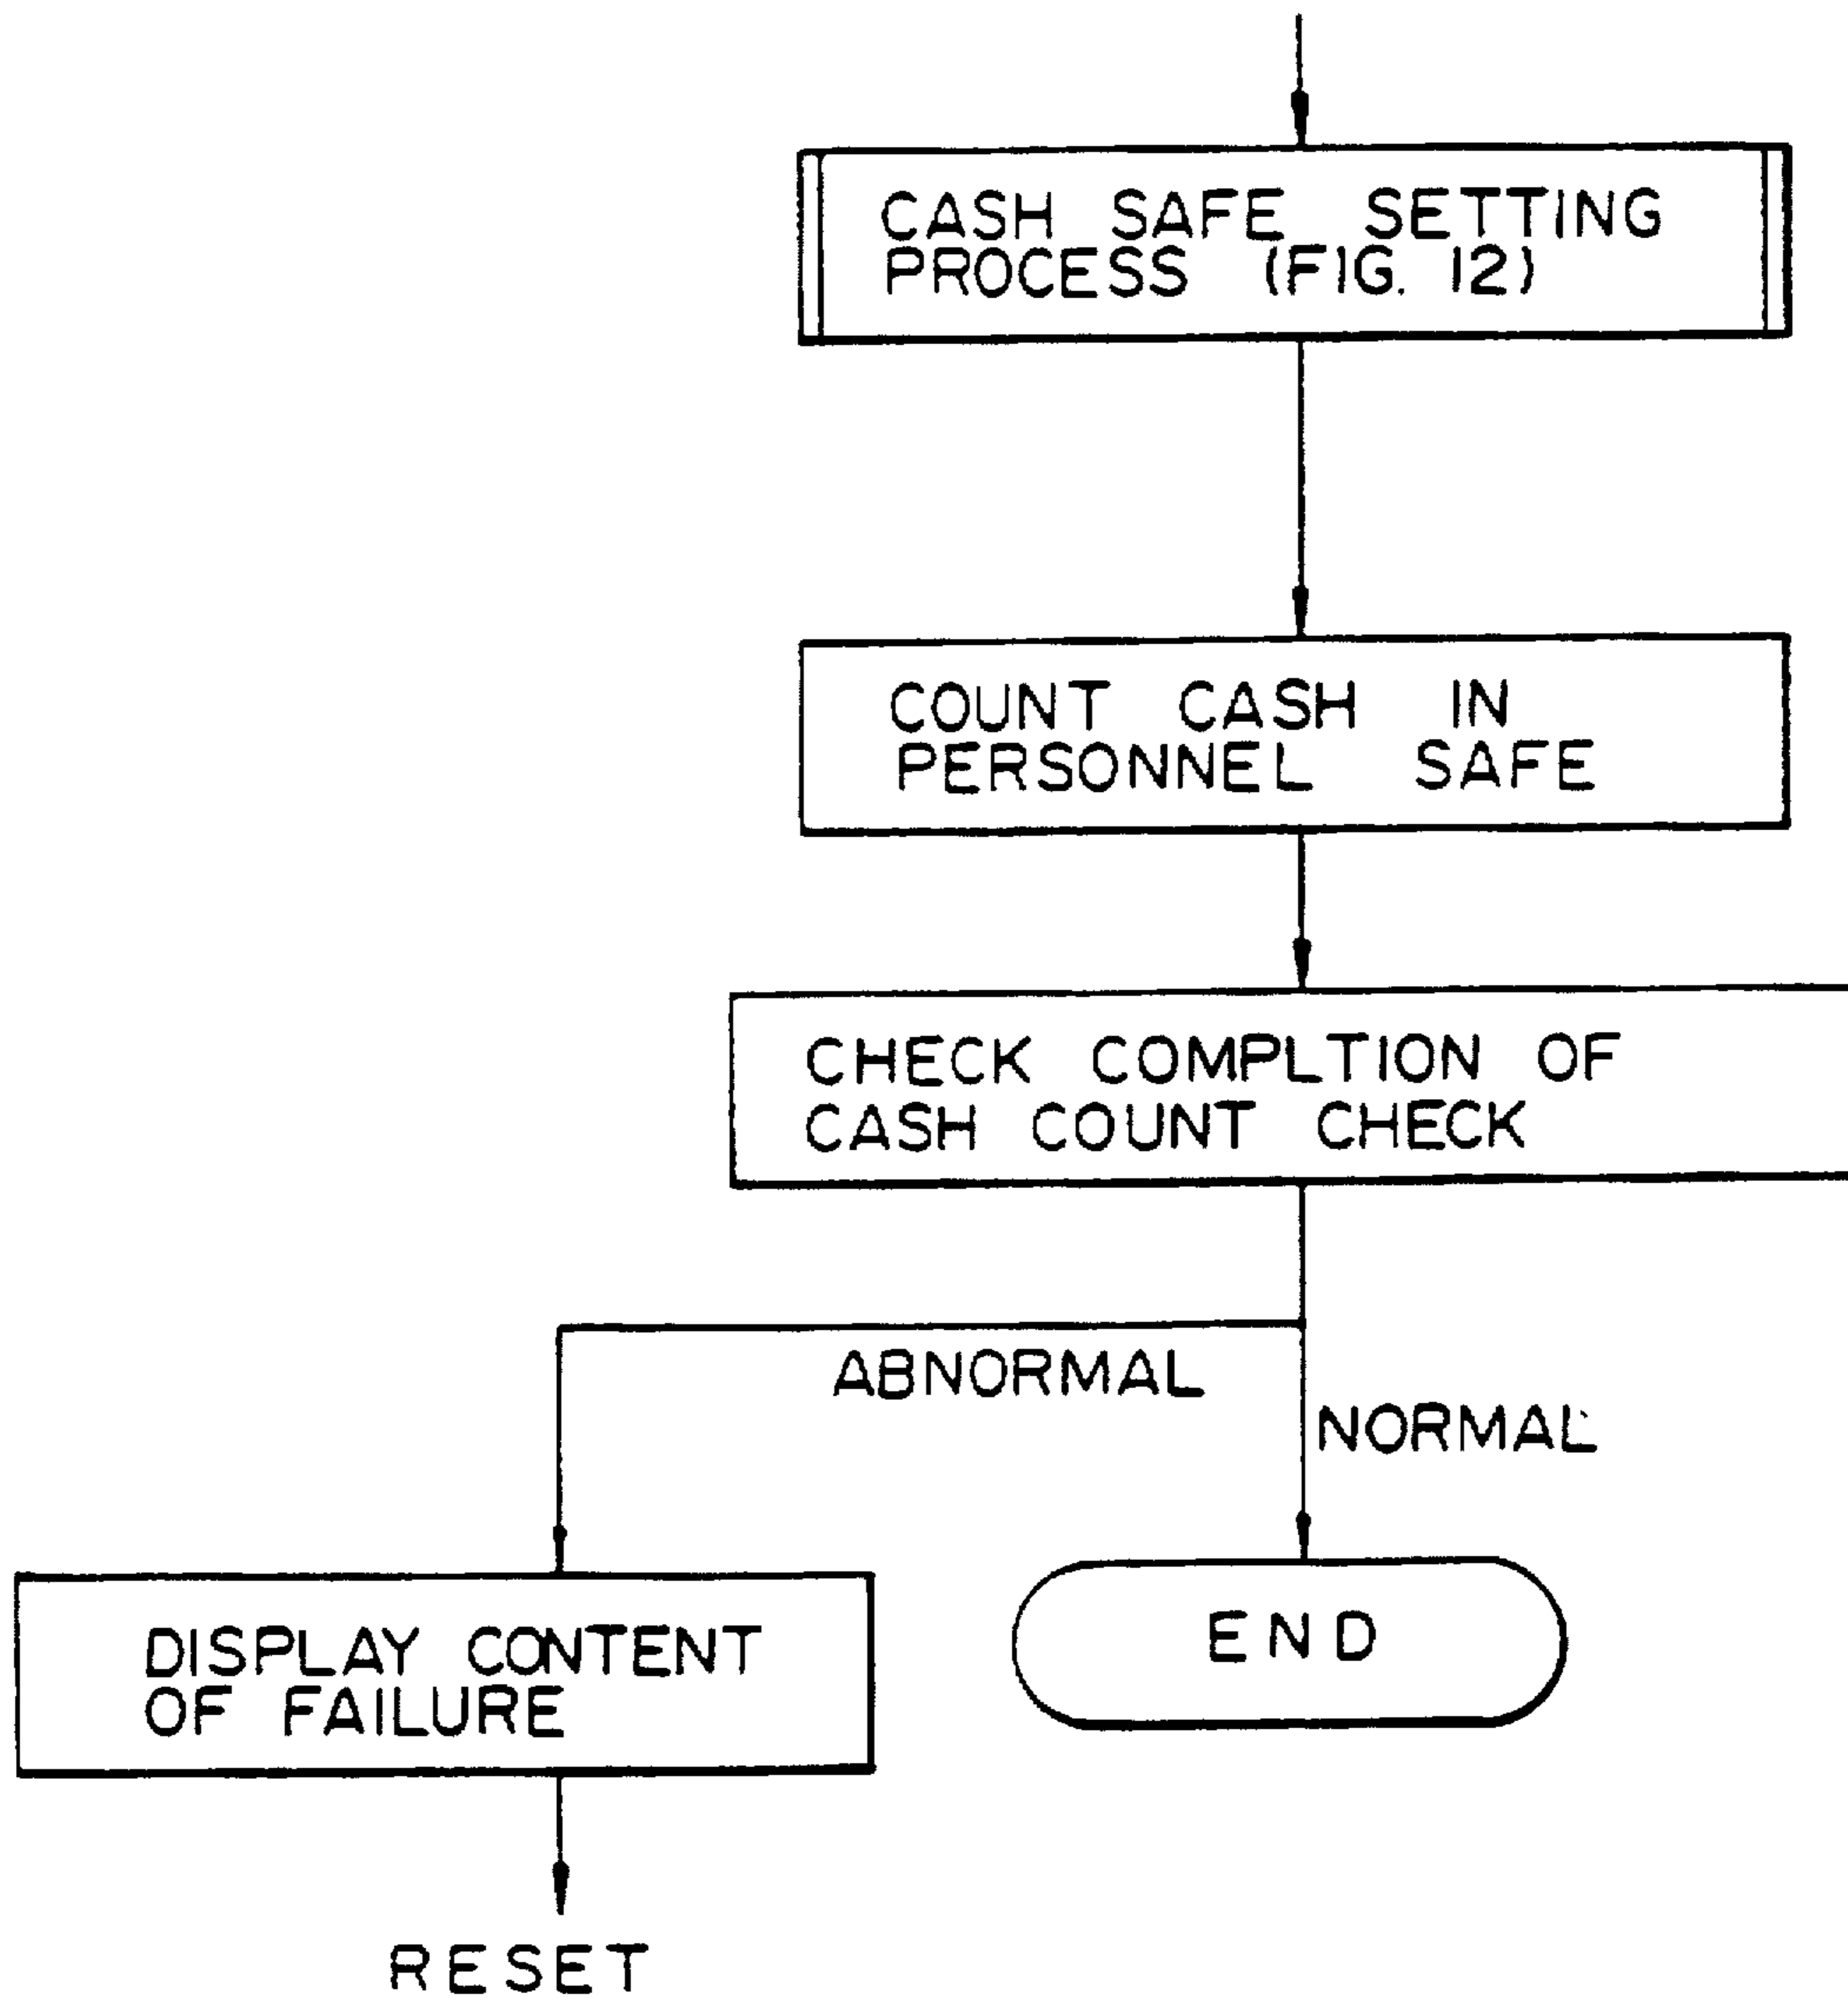 CASH SAFE SETTING
PROCESS (FIG. 12)
COUNT CASH IN
PERSONNEL SAFE
CHECK COMPLTION OF
CASH COUNT CHECK
ABNORMAL
NORMAL
DISPLAY CONTENT
OF FAILURE
END
RESET